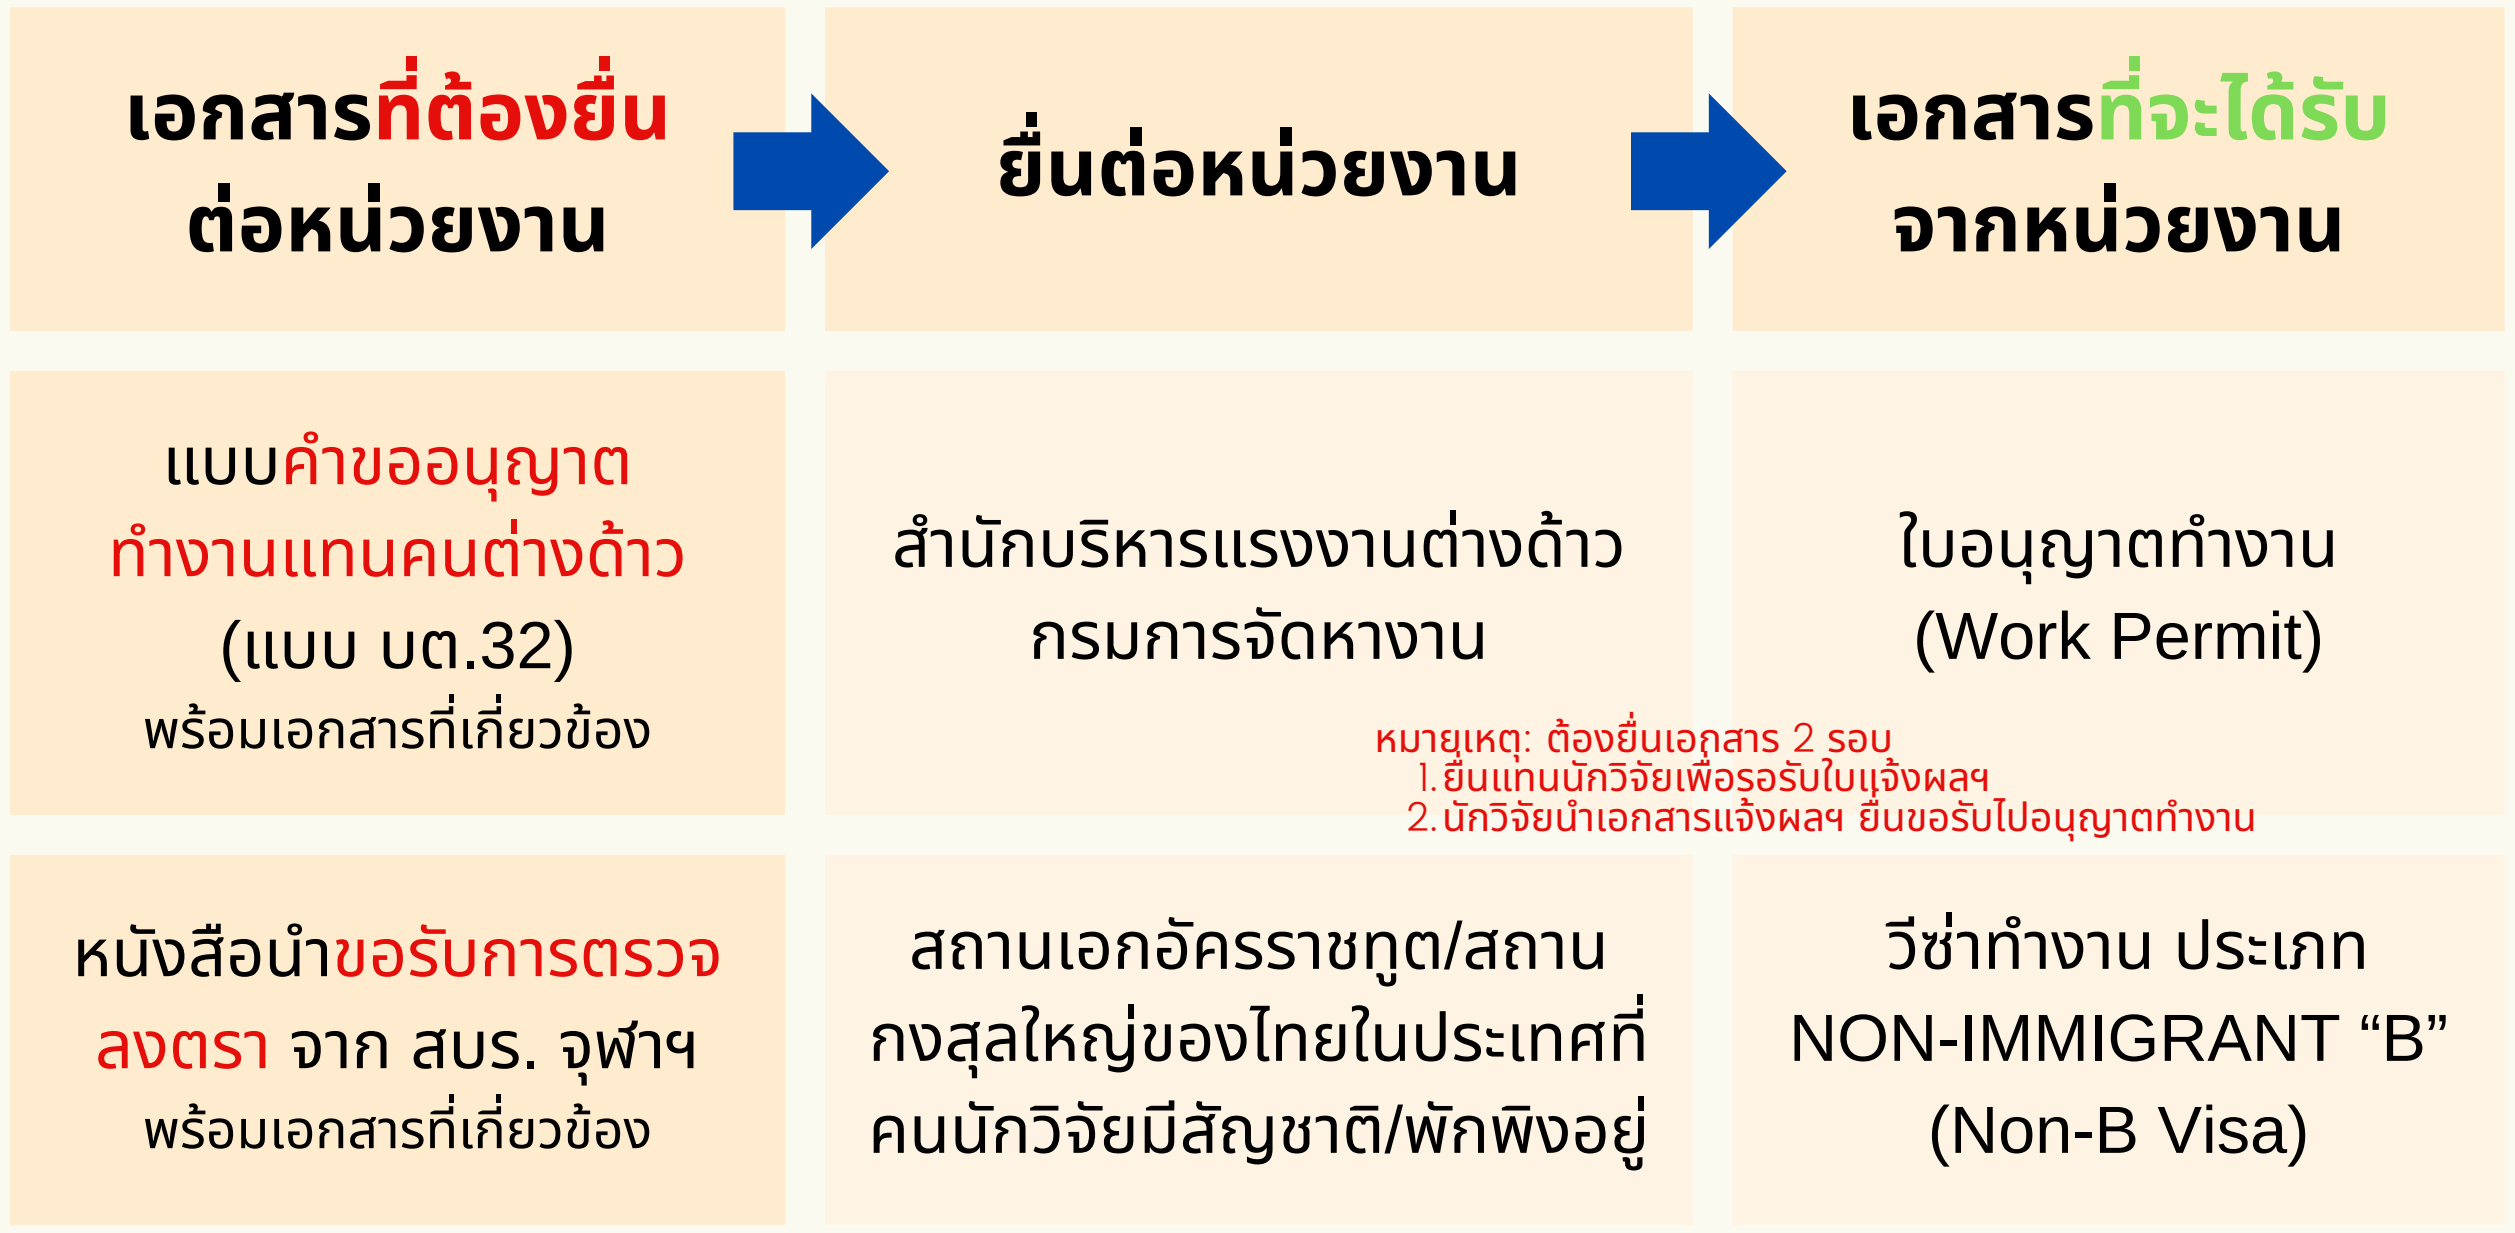 เอกสารที่ต้องยื่น
ต่อหน่วยงาน
ยื่นต่อหน่วยงาน
เอกสารที่จะได้รับ
จากหน่วยงาน
แบบคำขออนุญาต
ทำงานแทนคนต่างด้าว
(แบบ บต.32)
พร้อมเอกสารที่เกี่ยวข้อง
สำนักบริหารแรงงานต่างด้าว
กรมการจัดหางาน
ใบอนุญาตทำงาน
(Work Permit)
หมายเหตุ: ต้องยื่นเอกสาร 2 รอบ
1. ยื่นแทนนักวิจัยเพื่อรอรับใบแจ้งผลฯ
2. นักวิจัยนำเอกสารแจ้งผลฯ ยื่นขอรับไปอนุญาตทำงาน
หนังสือนำขอรับการตรวจ
ลงตรา จาก สบร. จุฬาฯ
พร้อมเอกสารที่เกี่ยวข้อง
สถานเอกอัครราชทูต/สถาน
กงสุลใหญ่ของไทยในประเทศที่
คนนักวิจัยมีสัญชาติ/พักพิงอยู่
วีซ่าทำงาน ประเภท
NON-IMMIGRANT “B”
(Non-B Visa)